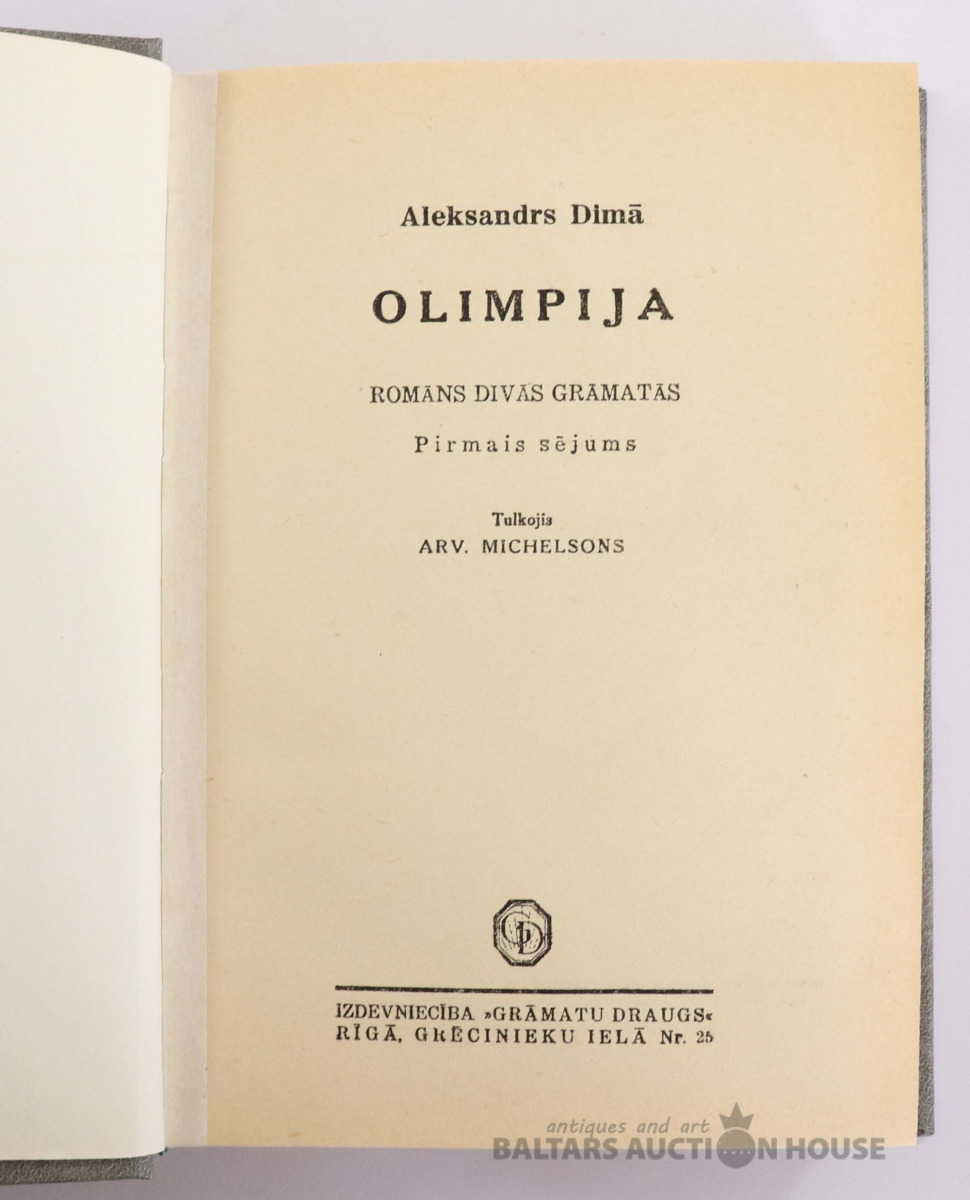 Aleksandrs Dimā
OLIMPIJA
ROMĀNS DIVĀS GRĀMATĀS
Pirmais sējums
Tulkojis
ARV. MICHELSONS
GD
IZDEVNIECĪBA »GRĀMATU DRAUGS«
RĪGĀ, GRĒCINIEKU IELĀ Nr. 25
antiques and art
BALTARS AUCTION HOUSE